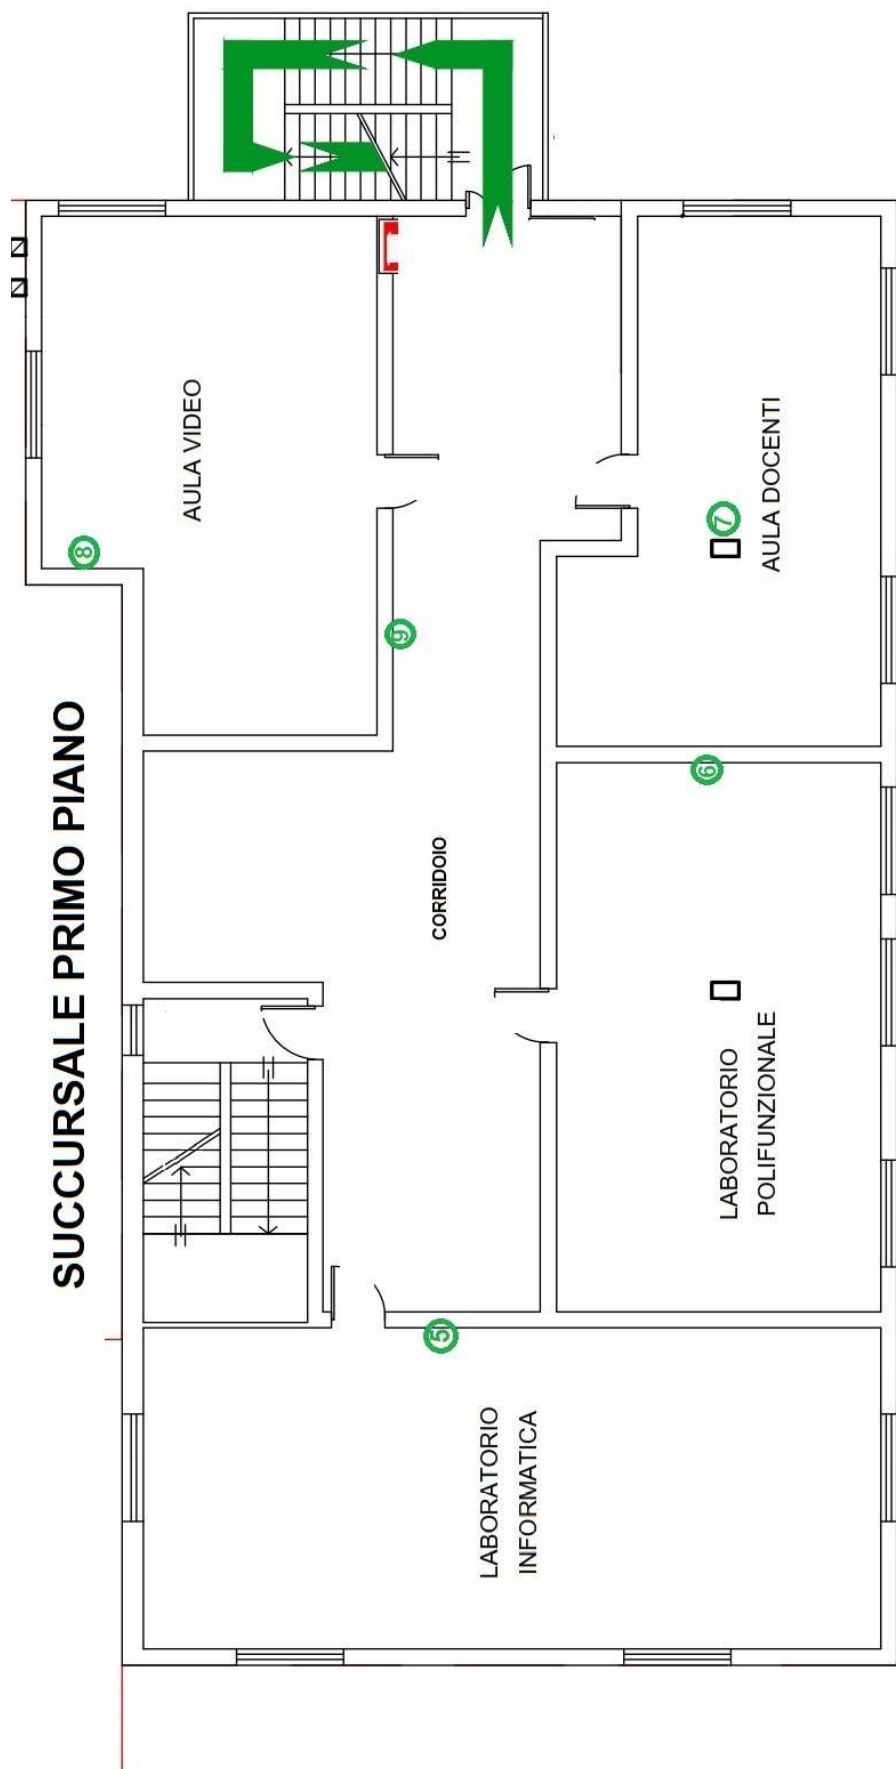 SUCCURSALE PRIMO PIANO
8
AULA VIDEO
9
CORRIDOIO
5
LABORATORIO
INFORMATICA
6
7
LABORATORIO
POLIFUNZIONALE
AULA DOCENTI